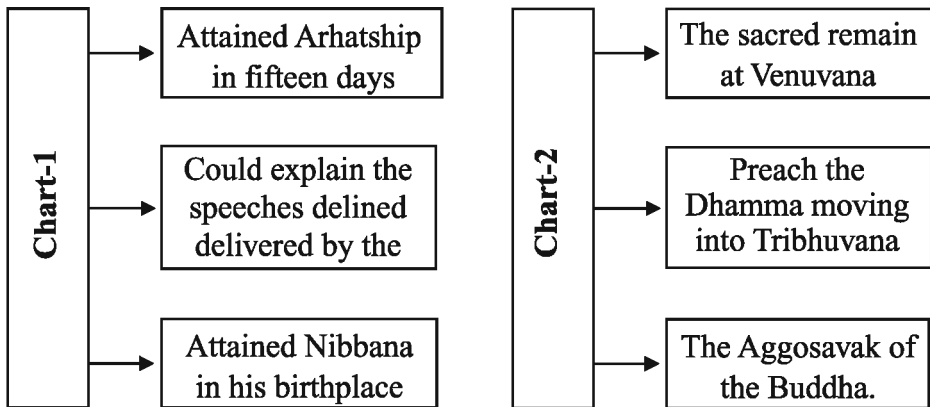 Chart-1
Attained Arhatship
in fifteen days
Could explain the
speeches delined
delivered by the
Attained Nibbana
in his birthplace
Chart-2
The sacred remain
at Venuvana
Preach the
Dhamma moving
into Tribhuvana
The Aggosavak of
the Buddha.